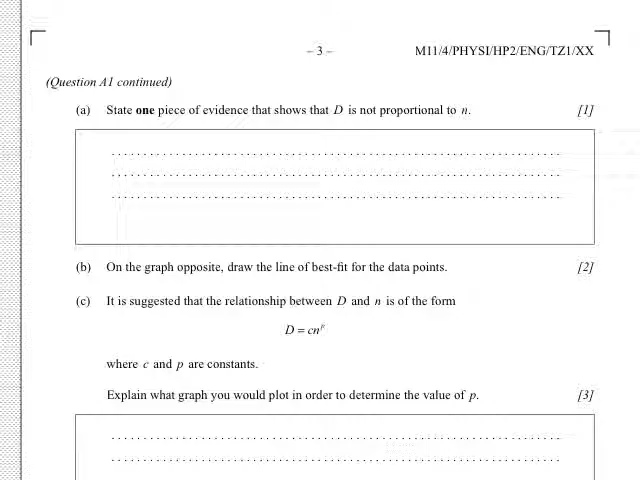 – 3 –
M11/4/PHYSI/HP2/ENG/TZ1/XX
(Question A1 continued)
(a) State one piece of evidence that shows that D is not proportional to n. [1]
(b) On the graph opposite, draw the line of best-fit for the data points. [2]
(c) It is suggested that the relationship between D and n is of the form
D = cnᵖ
where c and p are constants.
Explain what graph you would plot in order to determine the value of p. [3]